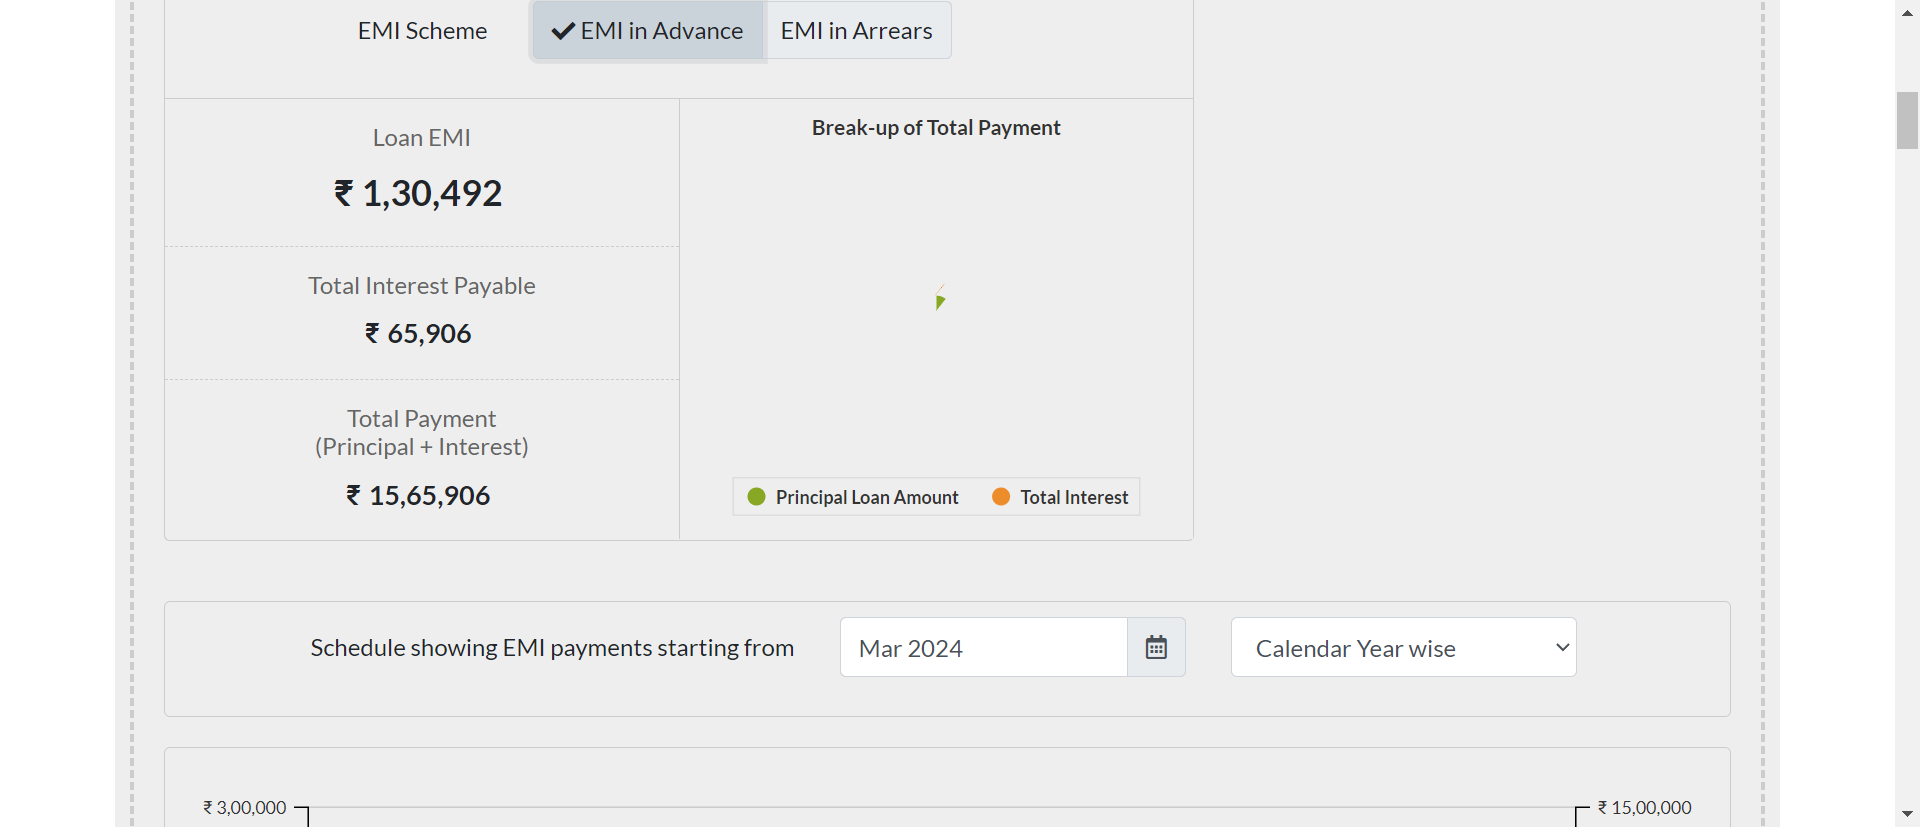 EMI Scheme
EMI in Advance
EMI in Arrears
Loan EMI
₹ 1,30,492
Total Interest Payable
₹ 65,906
Total Payment
(Principal + Interest)
₹ 15,65,906
Break-up of Total Payment
Principal Loan Amount
Total Interest
Schedule showing EMI payments starting from
Mar 2024
Calendar Year wise
₹ 3,00,000
₹ 15,00,000